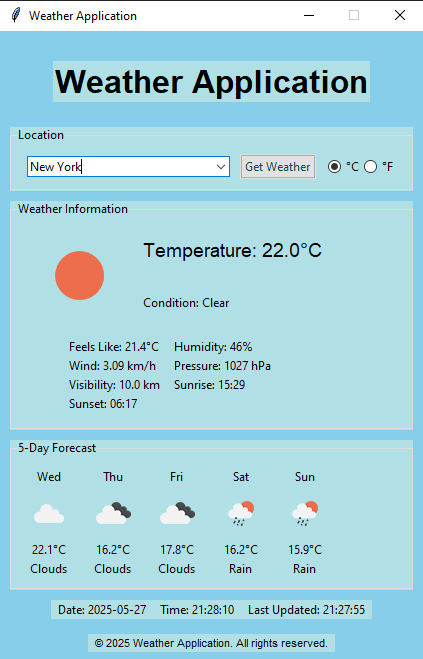 Weather Application
Weather Application
Location
New York Get Weather °C °F
Weather Information
Temperature: 22.0°C
Condition: Clear
Feels Like: 21.4°C Humidity: 46%
Wind: 3.09 km/h Pressure: 1027 hPa
Visibility: 10.0 km Sunrise: 15:29
Sunset: 06:17
5-Day Forecast
Wed Thu Fri Sat Sun
22.1°C 16.2°C 17.8°C 16.2°C 15.9°C
Clouds Clouds Clouds Rain Rain
Date: 2025-05-27 Time: 21:28:10 Last Updated: 21:27:55
© 2025 Weather Application. All rights reserved.